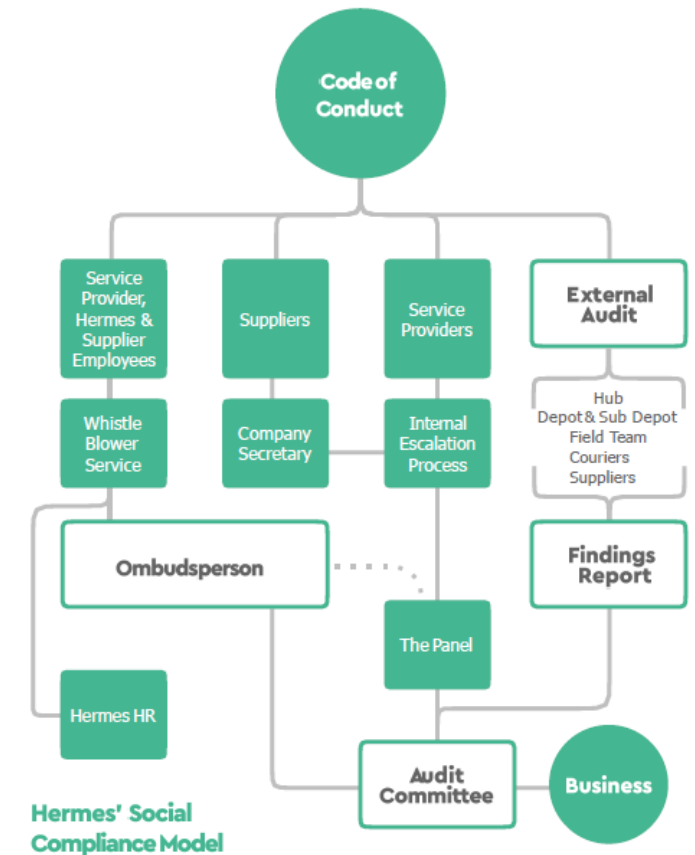 Code of
Conduct
Service
Provider,
Hermes &
Supplier
Employees
Suppliers
Service
Providers
External
Audit
Whistle
Blower
Service
Company
Secretary
Internal
Escalation
Process
Hub
Depot & Sub Depot
Field Team
Couriers
Suppliers
Ombudsperson
Findings
Report
The Panel
Hermes HR
Audit
Committee
Business
Hermes' Social
Compliance Model